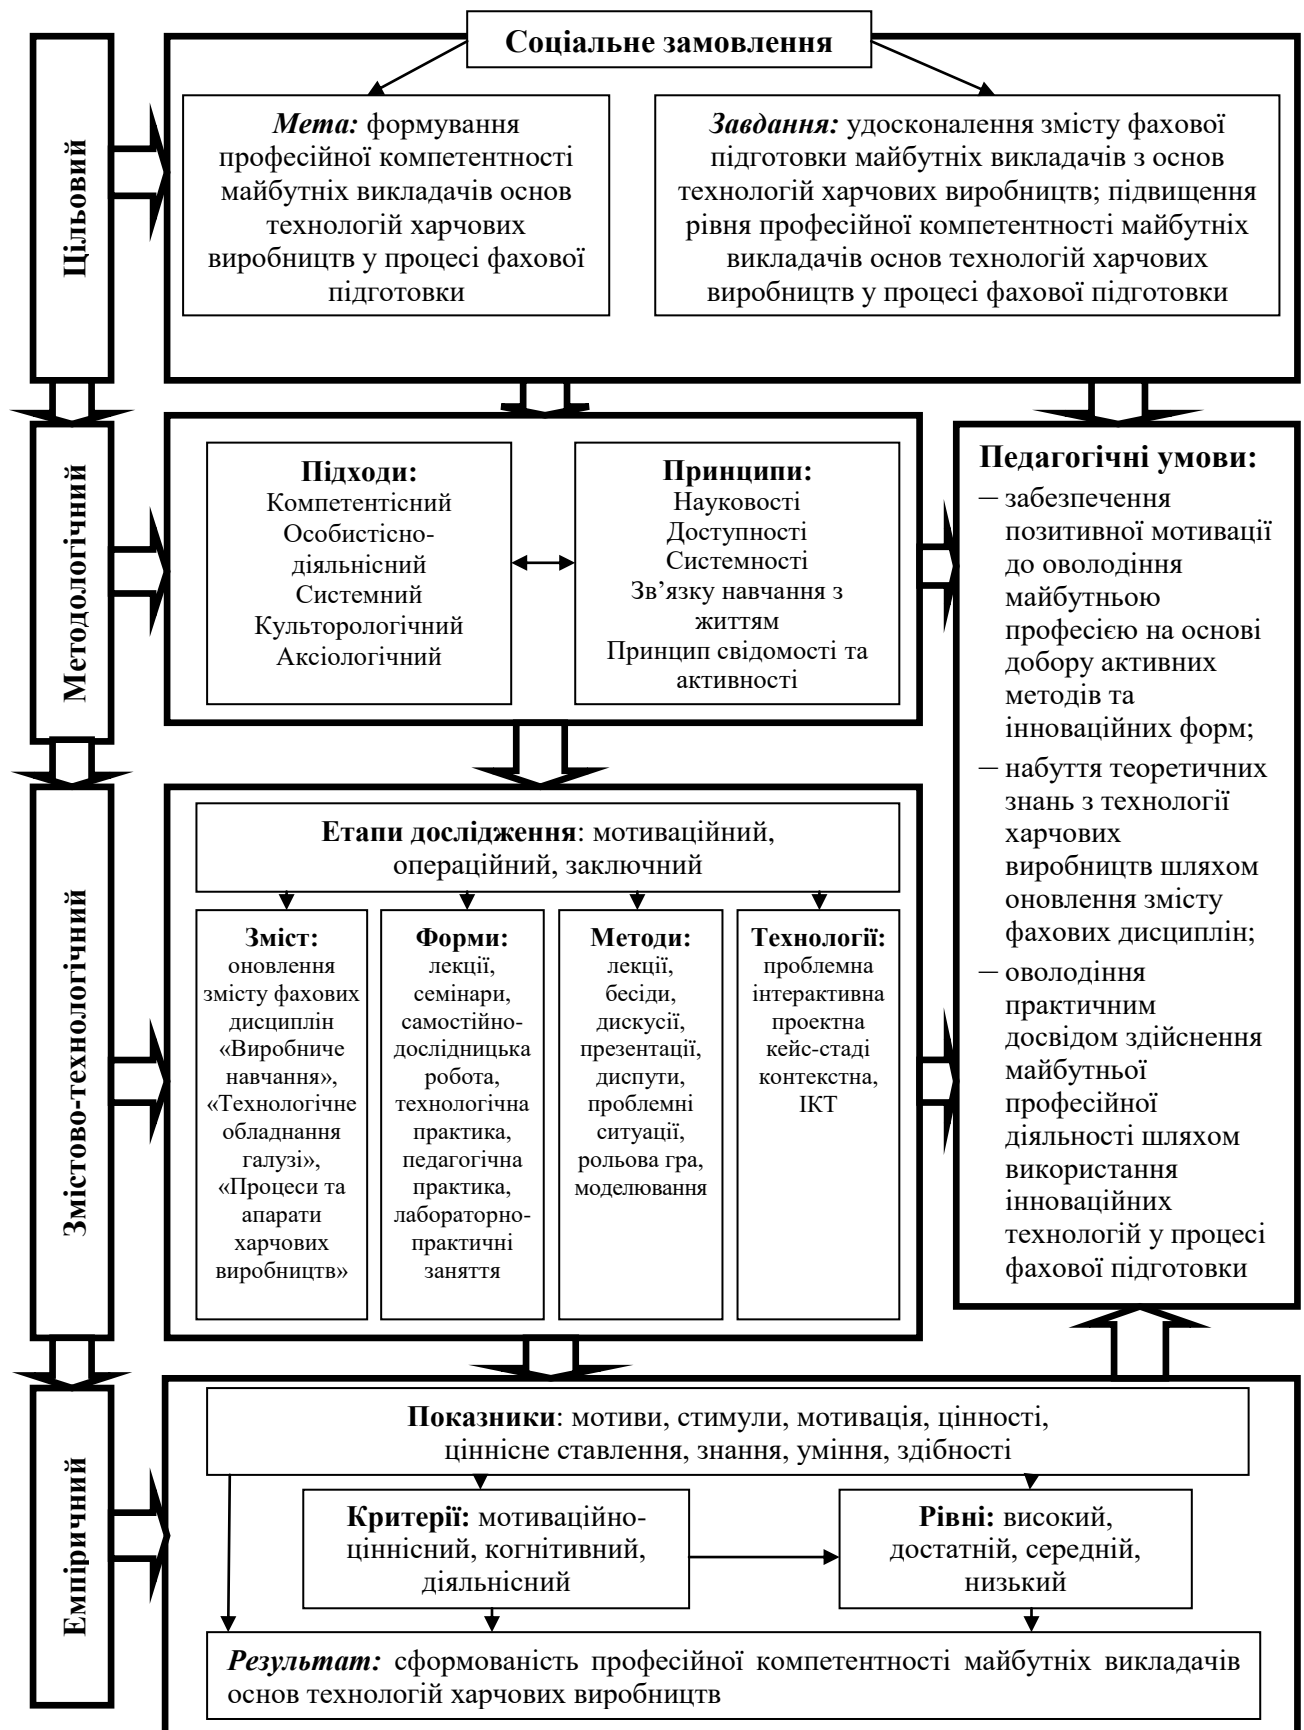 Соціальне замовлення
Цільовий
Мета: формування
професійної компетентності
майбутніх викладачів основ
технологій харчових
виробництв у процесі фахової
підготовки
Завдання: удосконалення змісту фахової
підготовки майбутніх викладачів з основ
технологій харчових виробництв; підвищення
рівня професійної компетентності майбутніх
викладачів основ технологій харчових
виробництв у процесі фахової підготовки
Методологічний
Підходи:
Компетентісний
Особистісно-
діяльнісний
Системний
Культорологічний
Аксіологічний
Принципи:
Науковості
Доступності
Системності
Зв’язку навчання з
життям
Принцип свідомості та
активності
Педагогічні умови:
– забезпечення
позитивної мотивації
до оволодіння
майбутньою
професією на основі
добору активних
методів та
інноваційних форм;
– набуття теоретичних
знань з технології
харчових
виробництв шляхом
оновлення змісту
фахових дисциплін;
– оволодіння
практичним
досвідом здійснення
майбутньої
професійної
діяльності шляхом
використання
інноваційних
технологій у процесі
фахової підготовки
Змістово-технологічний
Етапи дослідження: мотиваційний,
операційний, заключний
Зміст:
оновлення
змісту фахових
дисциплін
«Виробниче
навчання»,
«Технологічне
обладнання
галузі»,
«Процеси та
апарати
харчових
виробництв»
Форми:
лекції,
семінари,
самостійно-
дослідницька
робота,
технологічна
практика,
педагогічна
практика,
лабораторно-
практичні
заняття
Методи:
лекції,
бесіди,
дискусії,
презентації,
диспути,
проблемні
ситуації,
рольова гра,
моделювання
Технології:
проблемна
інтерактивна
проектна
кейс-стаді
контекстна,
ІКТ
Емпіричний
Показники: мотиви, стимули, мотивація, цінності,
ціннісне ставлення, знання, уміння, здібності
Критерії: мотиваційно-
ціннісний, когнітивний,
діяльнісний
Рівні: високий,
достатній, середній,
низький
Результат: сформованість професійної компетентності майбутніх викладачів
основ технологій харчових виробництв